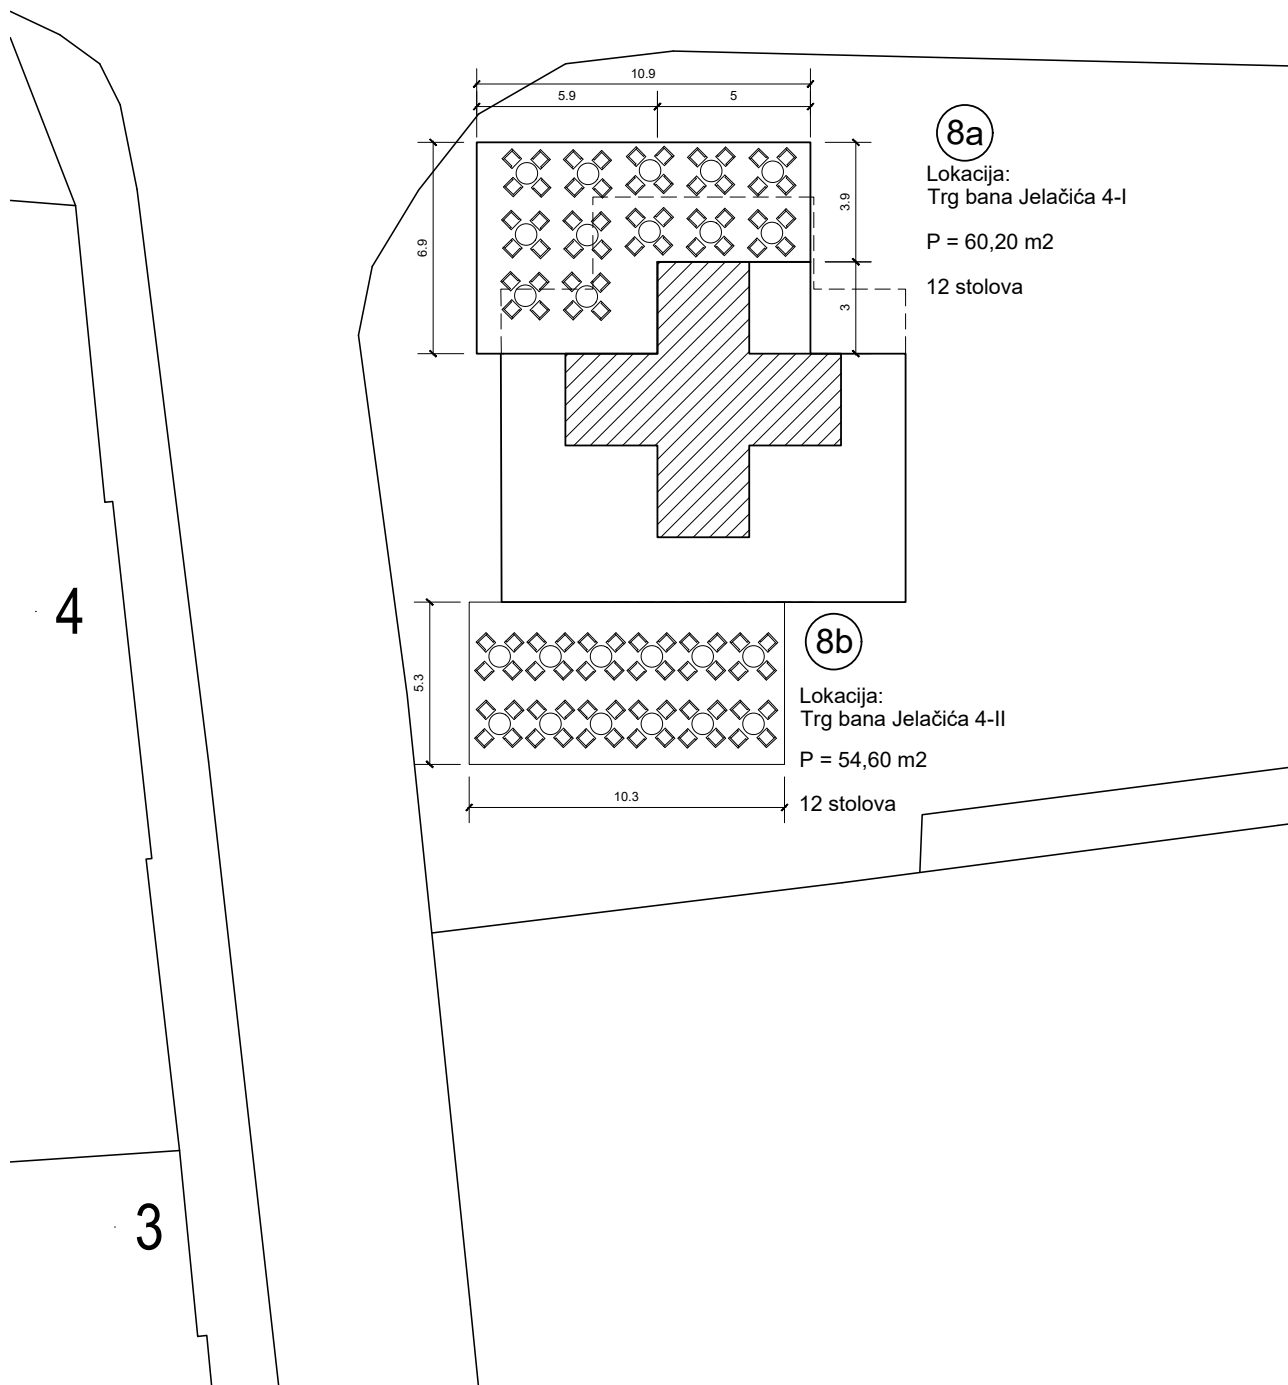 10.9
5.9
5
8a
Lokacija:
Trg bana Jelačića 4-I
P = 60,20 m2
12 stolova
6.9
3.9
3
4
8b
Lokacija:
Trg bana Jelačića 4-II
P = 54,60 m2
12 stolova
5.3
10.3
3